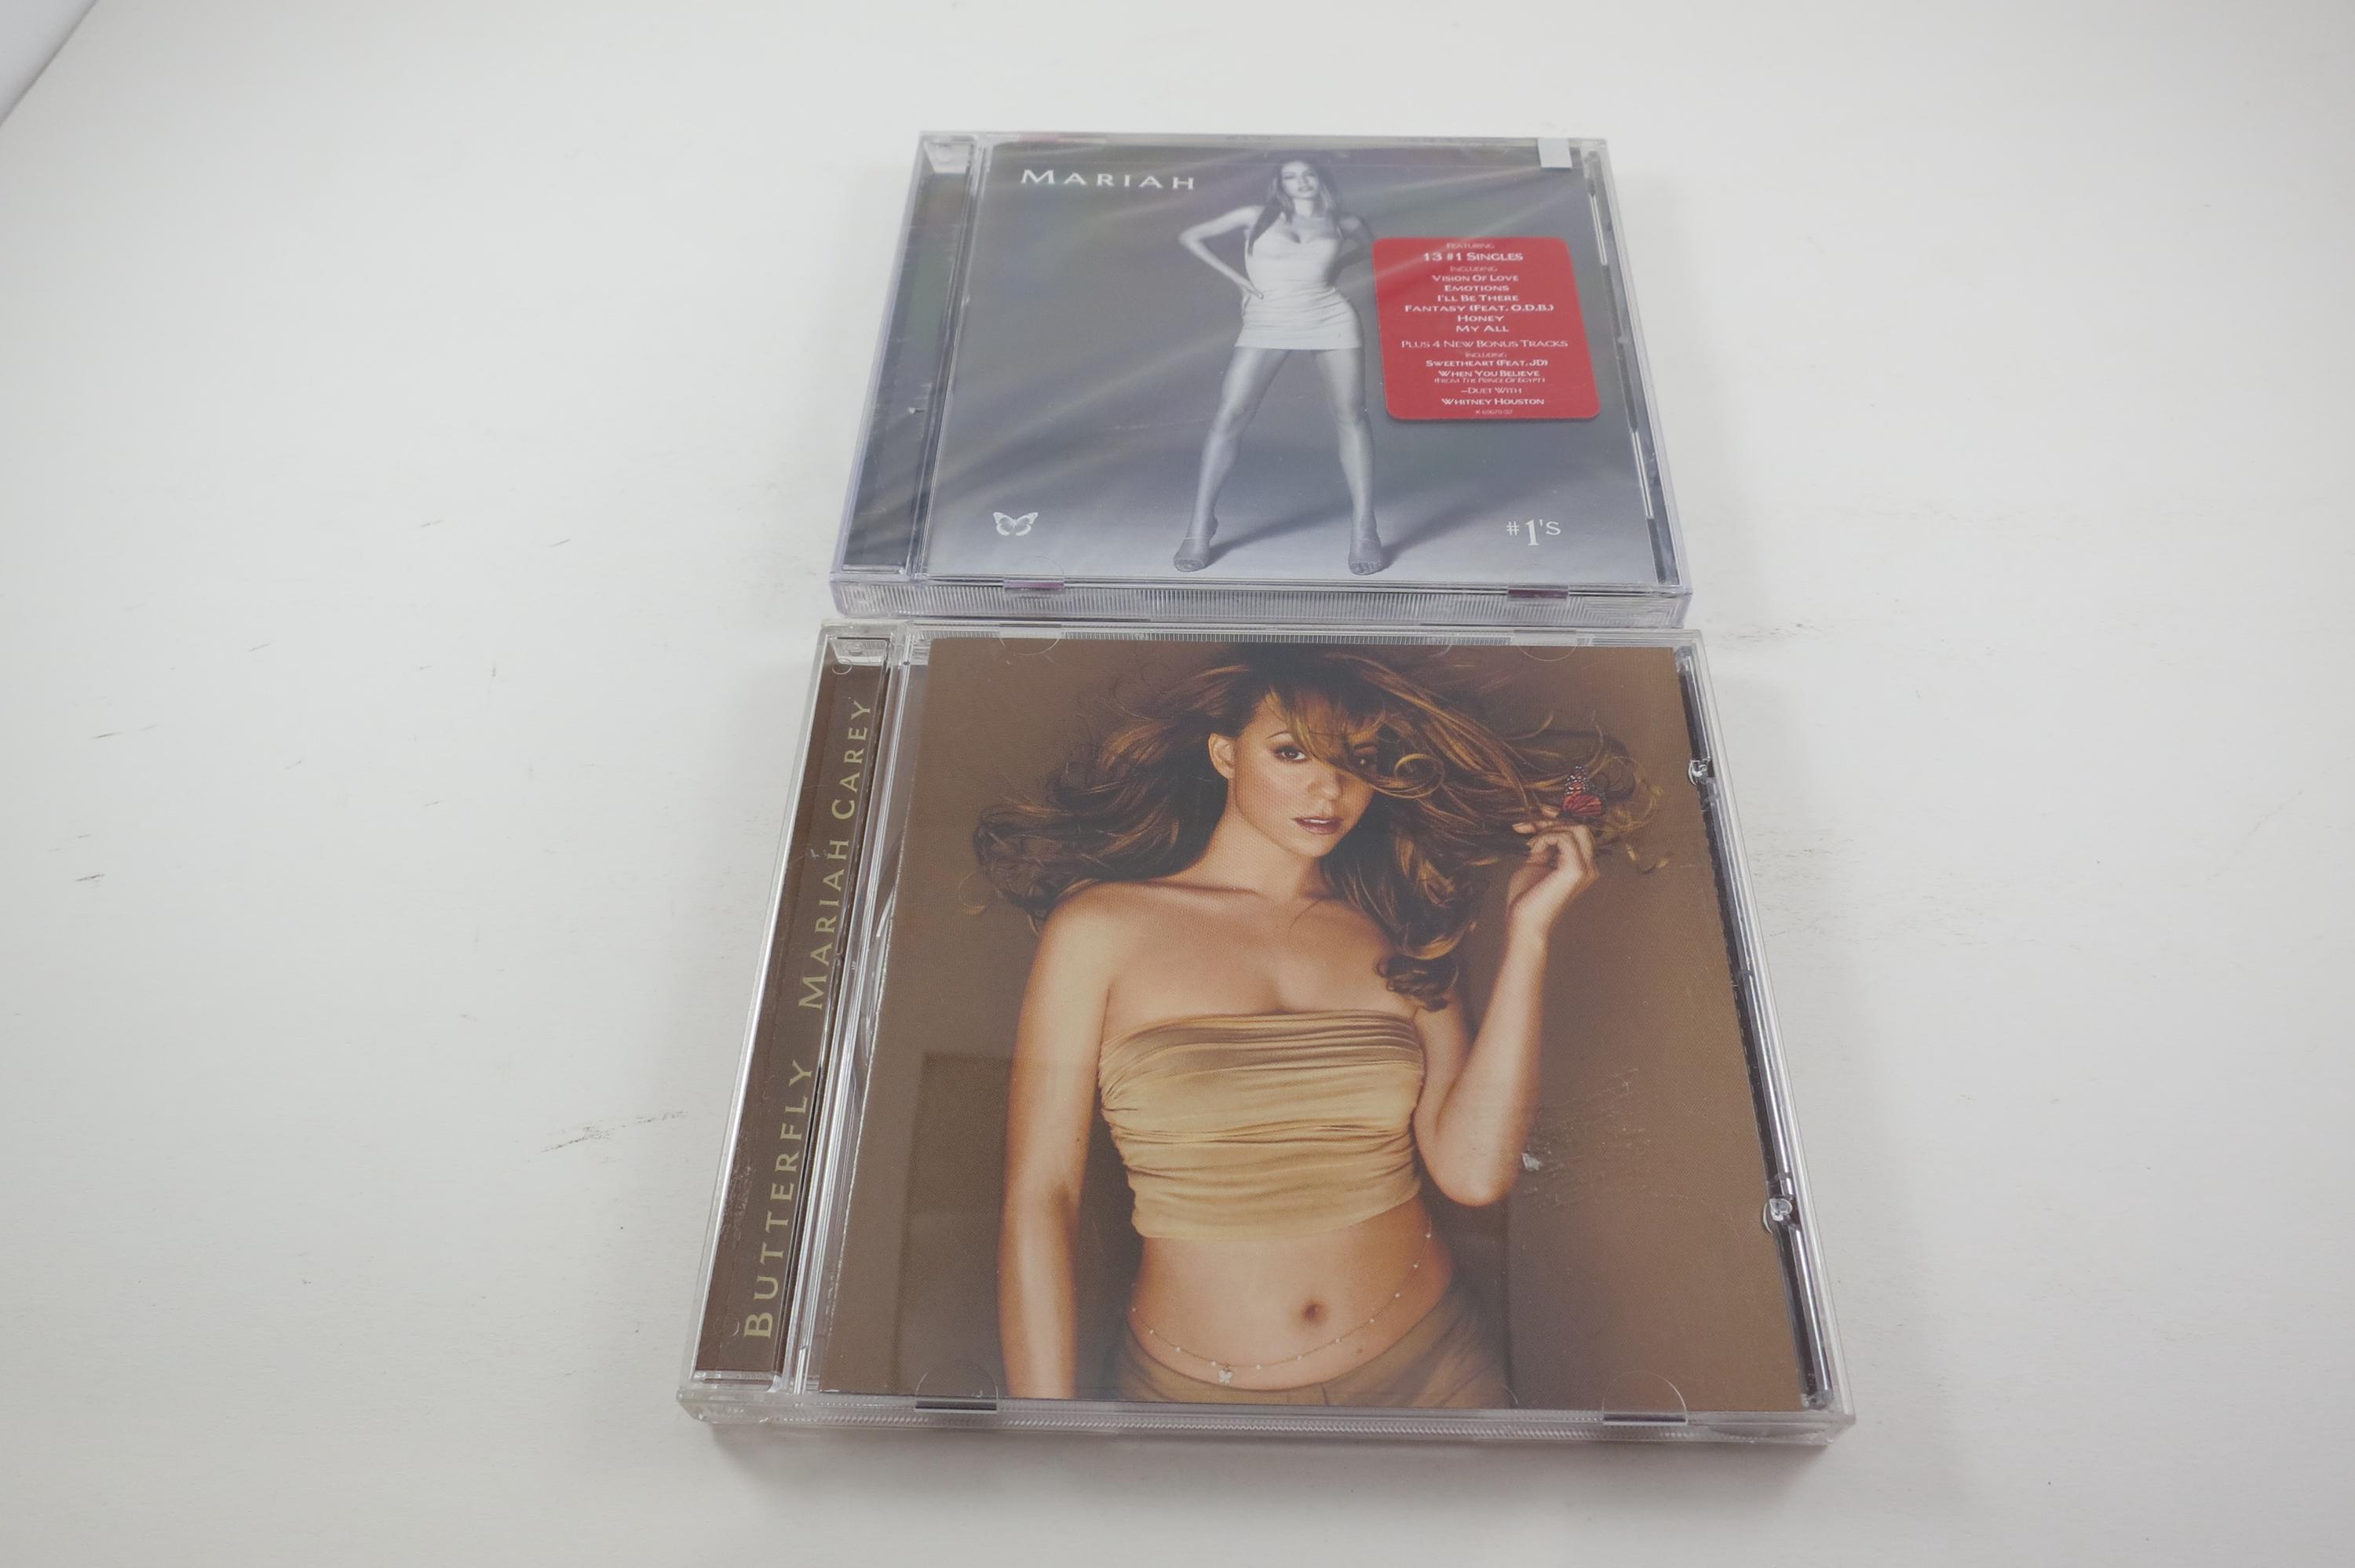 MARIAH
FEATURING
13 #1 SINGLES
INCLUDING
VISION OF LOVE
EMOTIONS
I'LL BE THERE
FANTASY (FEAT. O.D.B.)
HONEY
MY ALL
PLUS 4 NEW BONUS TRACKS
INCLUDING
SWEETHEART (FEAT. JD)
WHEN YOU BELIEVE
(FROM THE PRINCE OF EGYPT)
–DUET WITH
WHITNEY HOUSTON
#1'S
BUTTERFLY MARIAH CAREY